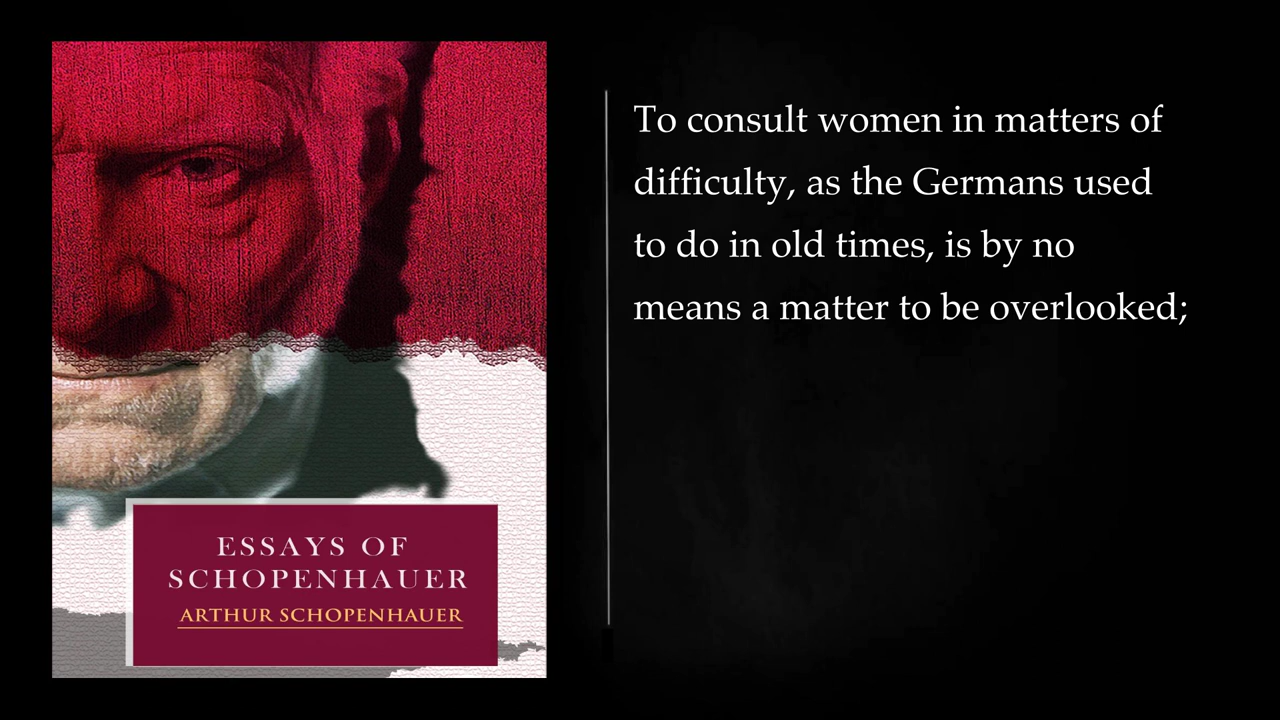 ESSAYS OF
SCHOPENHAUER
ARTHUR SCHOPENHAUER
To consult women in matters of
difficulty, as the Germans used
to do in old times, is by no
means a matter to be overlooked;